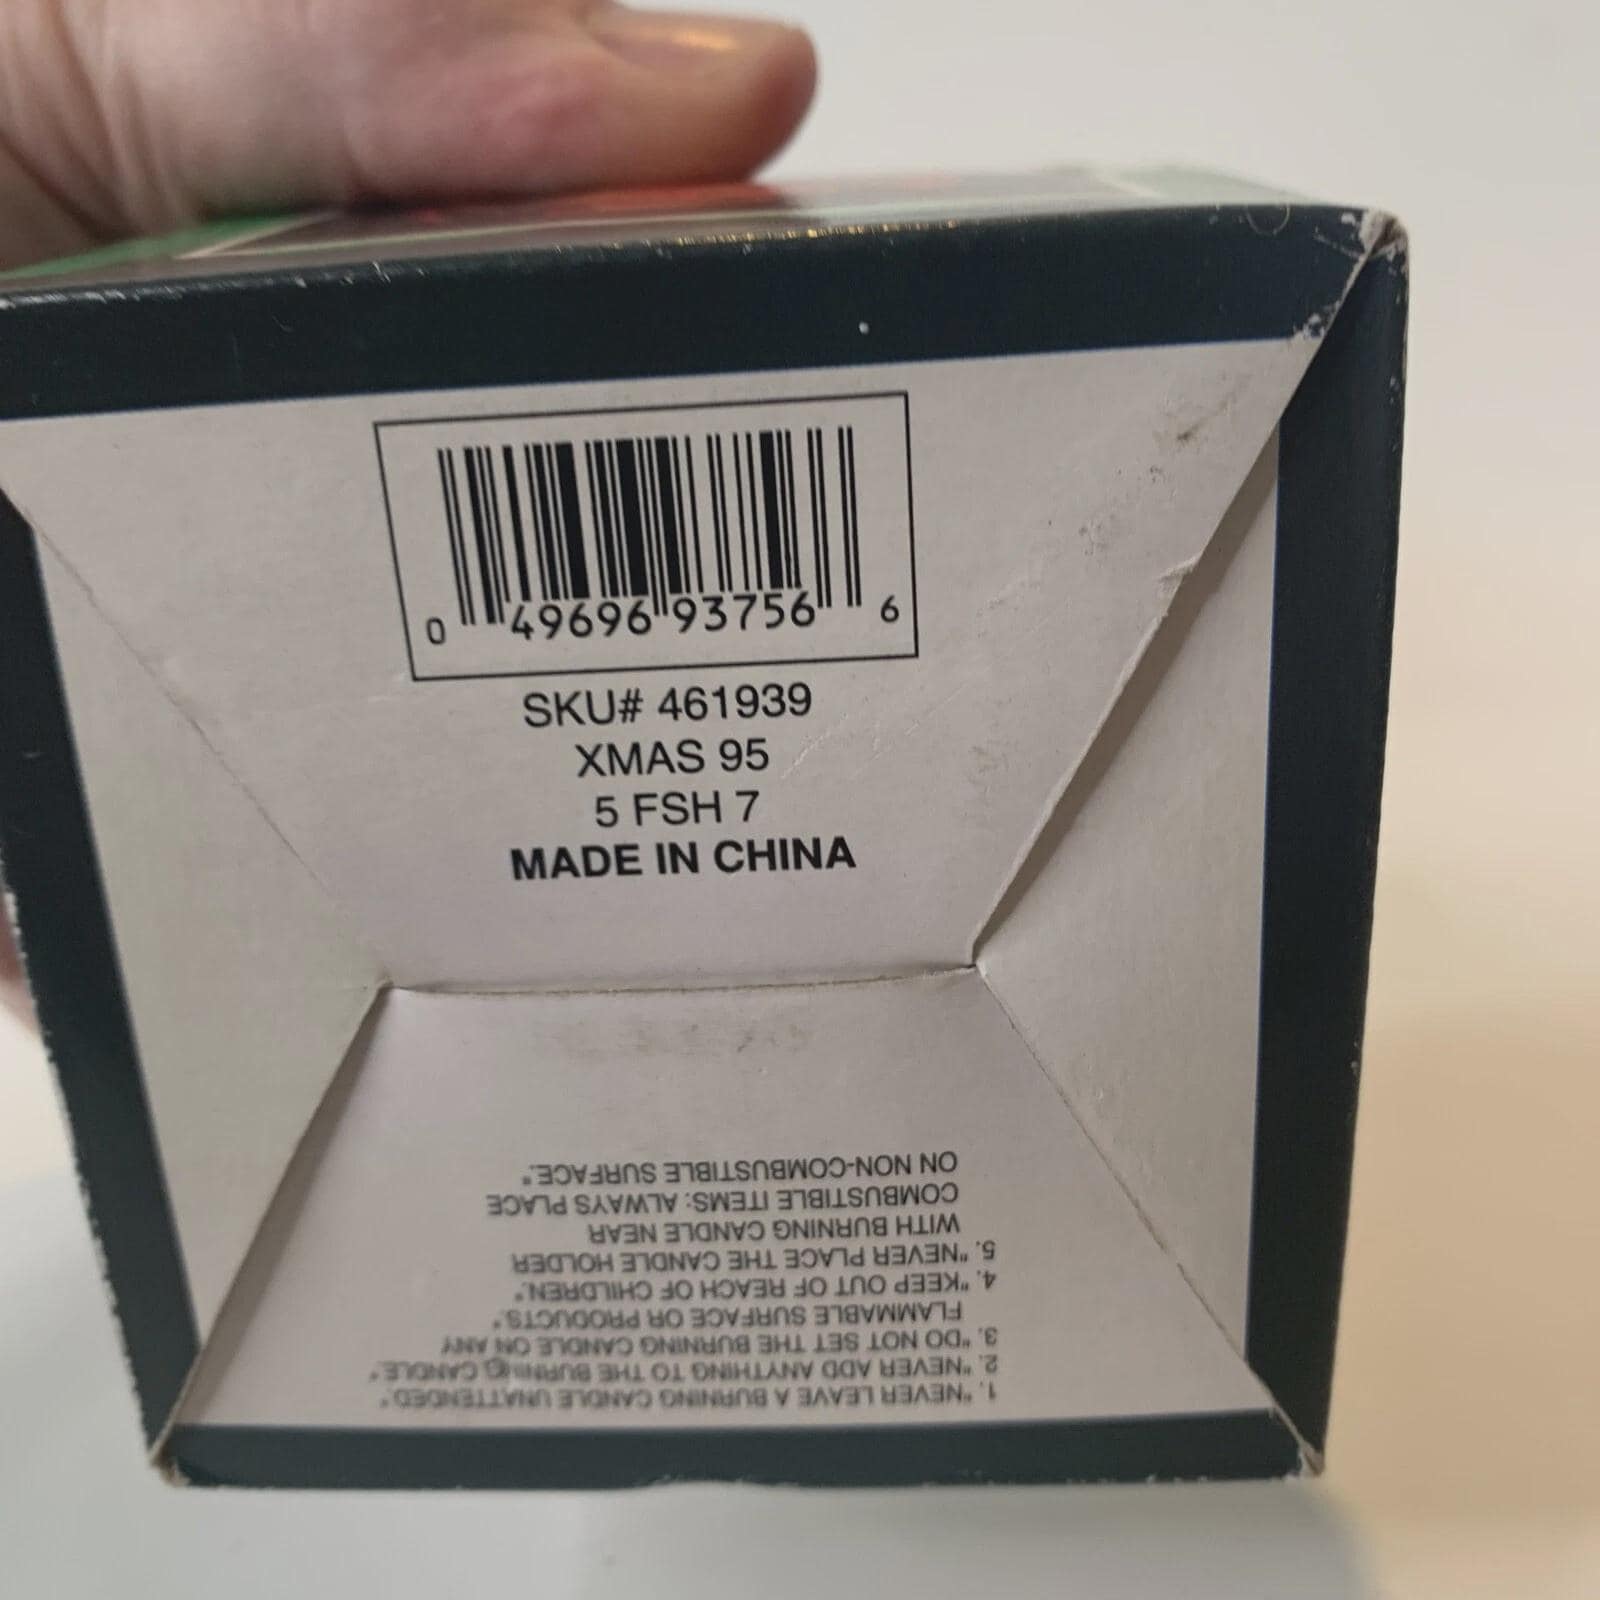 0 49696 93756 6
SKU# 461939
XMAS 95
5 FSH 7
MADE IN CHINA
1. "NEVER LEAVE A BURNING CANDLE UNATTENDED."
2. "NEVER ADD ANYTHING TO THE BURNING CANDLE."
3. "DO NOT SET THE BURNING CANDLE ON ANY
FLAMMABLE SURFACE OR PRODUCTS."
4. "KEEP OUT OF REACH OF CHILDREN."
5. "NEVER PLACE THE CANDLE HOLDER
WITH BURNING CANDLE NEAR
COMBUSTIBLE ITEMS: ALWAYS PLACE
ON NON-COMBUSTIBLE SURFACE."